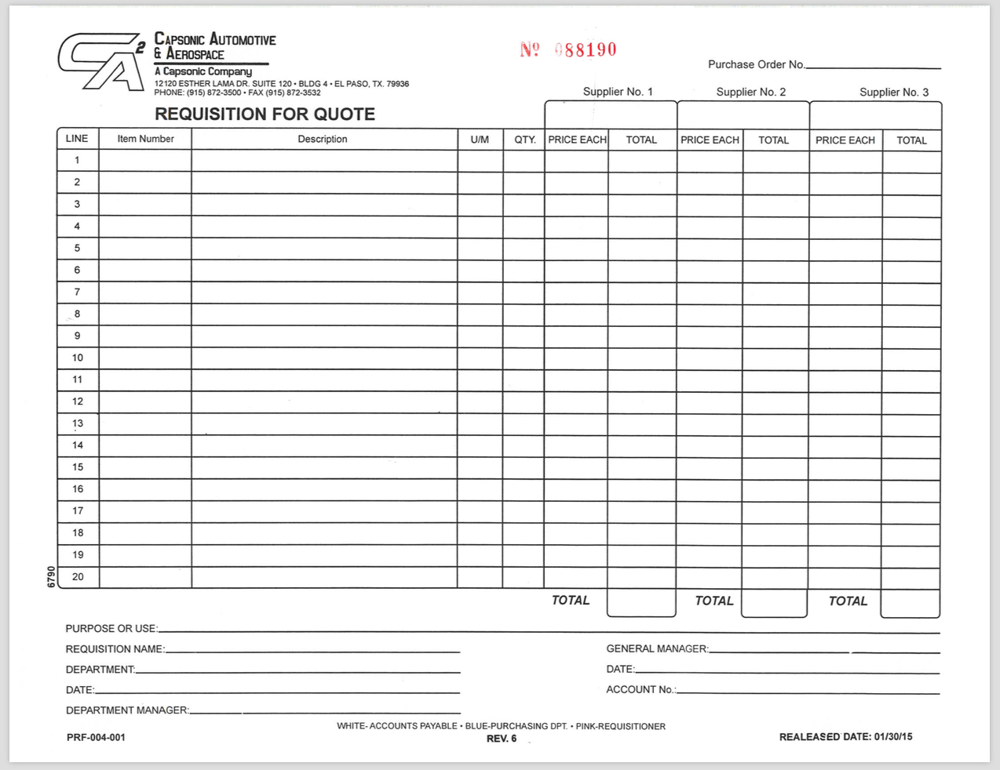 CA²
CAPSONIC AUTOMOTIVE
& AEROSPACE
A Capsonic Company
12120 ESTHER LAMA DR. SUITE 120 • BLDG 4 • EL PASO, TX. 79936
PHONE: (915) 872-3500 • FAX (915) 872-3532
REQUISITION FOR QUOTE
Nº 088190
Purchase Order No.
Supplier No. 1 Supplier No. 2 Supplier No. 3
LINE Item Number Description U/M QTY. PRICE EACH TOTAL PRICE EACH TOTAL PRICE EACH TOTAL
1
2
3
4
5
6
7
8
9
10
11
12
13
14
15
16
17
18
19
20
6790
TOTAL TOTAL TOTAL
PURPOSE OR USE:
REQUISITION NAME: GENERAL MANAGER:
DEPARTMENT: DATE:
DATE: ACCOUNT No.:
DEPARTMENT MANAGER:
WHITE- ACCOUNTS PAYABLE • BLUE-PURCHASING DPT. • PINK-REQUISITIONER
PRF-004-001 REV. 6 REALEASED DATE: 01/30/15